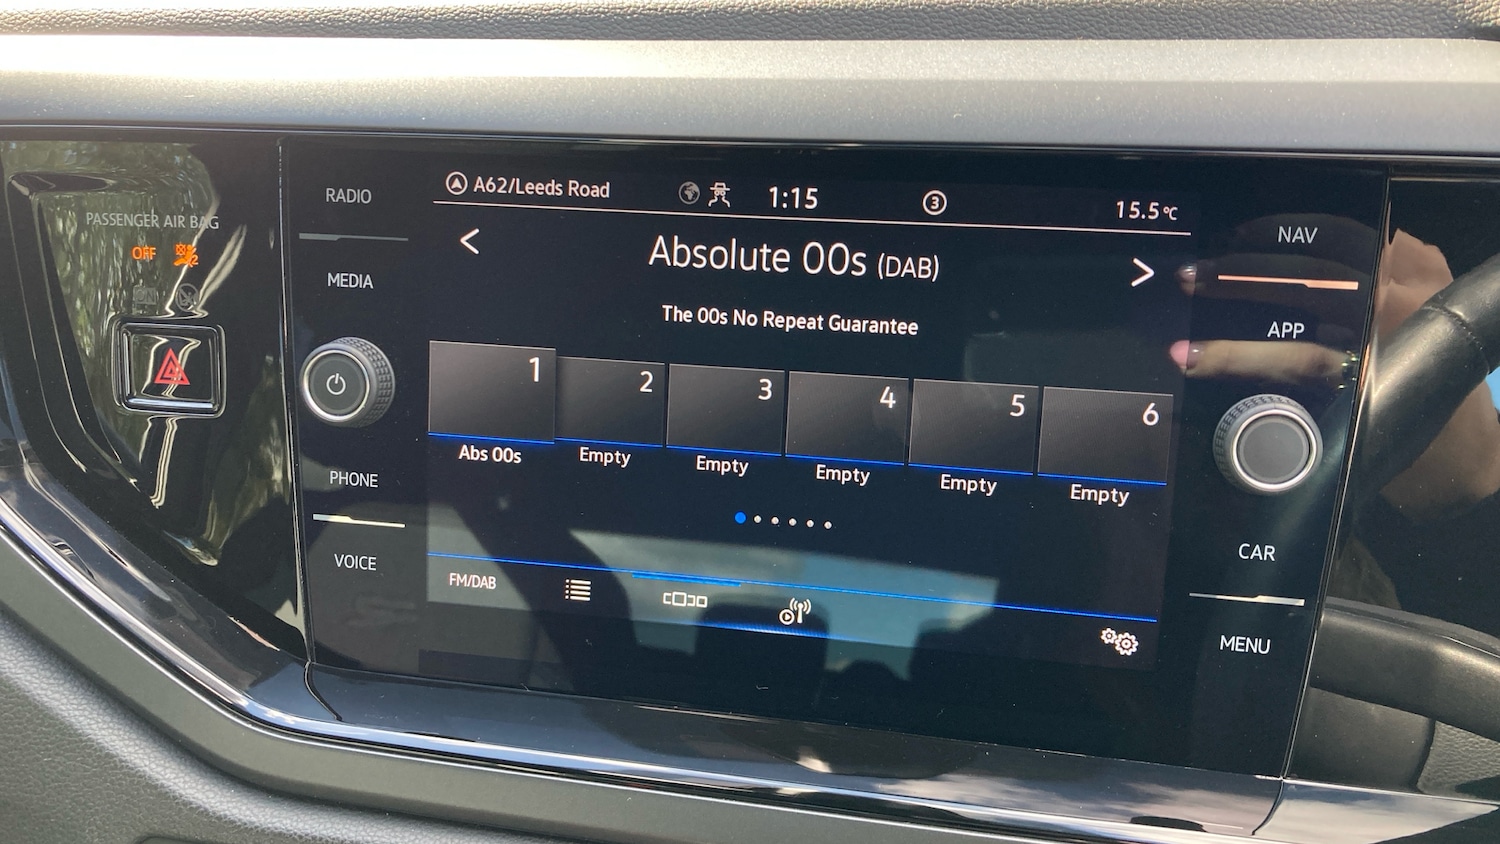 PASSENGER AIR BAG
OFF
2
RADIO
MEDIA
PHONE
VOICE
A62/Leeds Road
1:15
3
15.5°C
Absolute 00s (DAB)
The 00s No Repeat Guarantee
1
2
3
4
5
6
Abs 00s
Empty
Empty
Empty
Empty
Empty
FM/DAB
NAV
APP
CAR
MENU